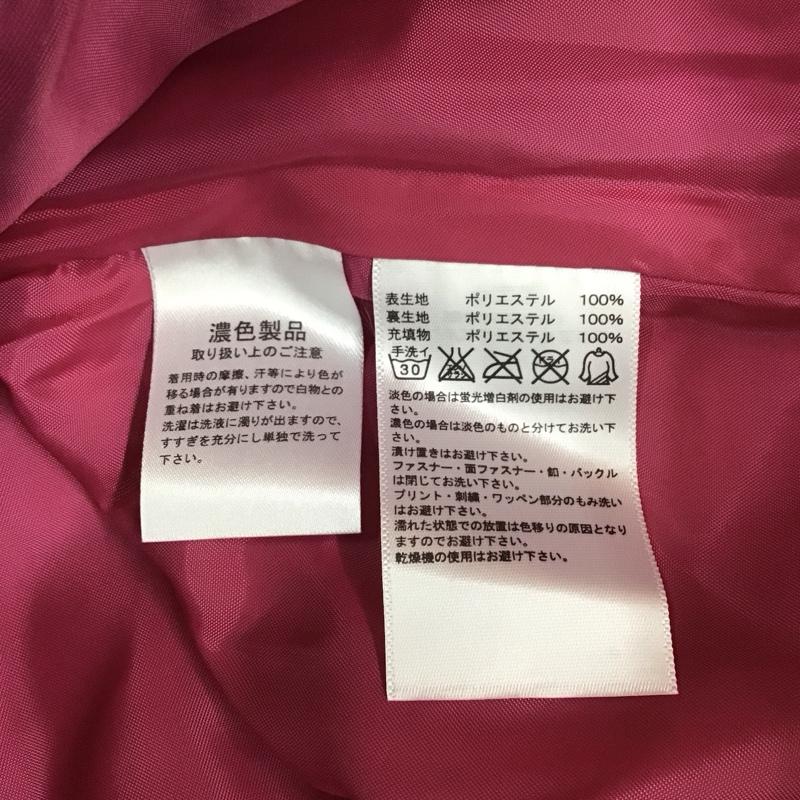 濃色製品
取り扱い上のご注意
着用時の摩擦、汗等により色が
移る場合が有りますので白物との
重ね着はお避け下さい。
洗濯は洗液に濁りが出ますので、
すすぎを充分にし単独で洗って
下さい。
表生地 ポリエステル 100%
裏生地 ポリエステル 100%
充填物 ポリエステル 100%
手洗イ
30
淡色の場合は蛍光増白剤の使用はお避け下
さい。
濃色の場合は淡色のものと分けてお洗い下
さい。
漬け置きはお避け下さい。
ファスナー・面ファスナー・釦・バックル
は閉じてお洗い下さい。
プリント・刺繍・ワッペン部分のもみ洗い
はお避け下さい。
濡れた状態での放置は色移りの原因となり
ますのでお避け下さい。
乾燥機の使用はお避け下さい。